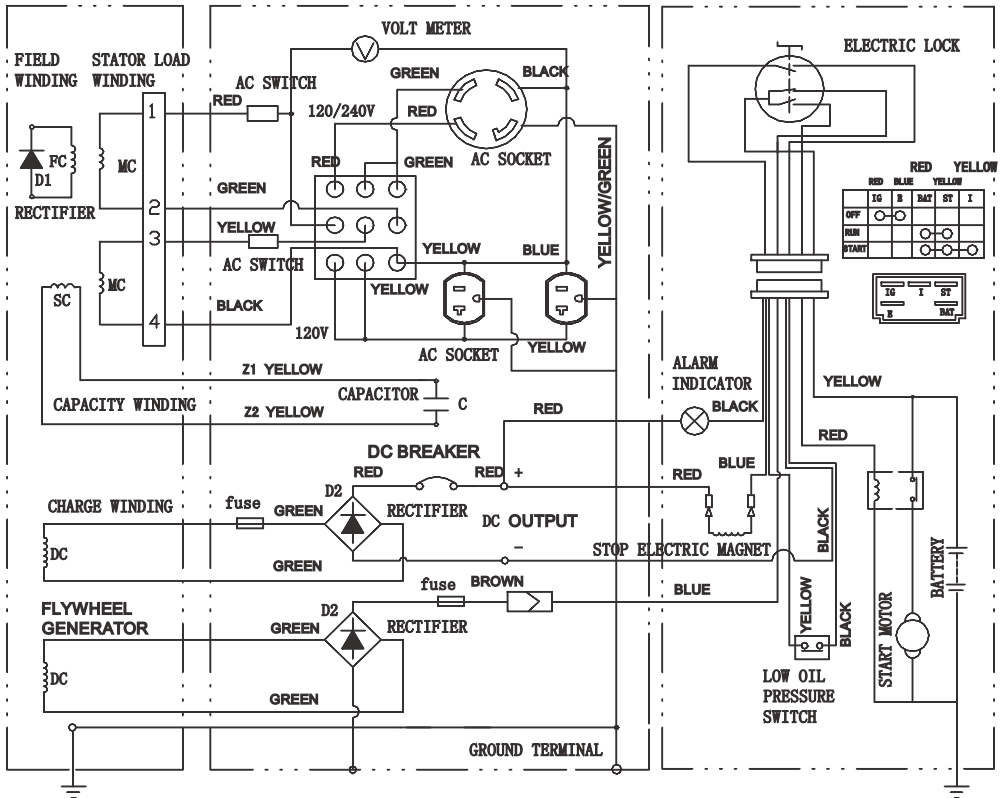 VOLT METER
ELECTRIC LOCK
FIELD
WINDING
STATOR LOAD
WINDING
GREEN
BLACK
AC SWITCH
RED
120/240V
RED
1
AC SOCKET
FC
D1
MC
RED
GREEN
YELLOW/GREEN
RED YELLOW
RED BLUE YELLOW
IG E BAT ST I
OFF
RUN
START
RECTIFIER
GREEN
2
YELLOW
3
AC SWITCH
YELLOW
BLUE
MC
SC
YELLOW
IG I ST
E BAT
BLACK
4
120V
AC SOCKET
YELLOW
Z1 YELLOW
CAPACITOR
C
CAPACITY WINDING
Z2 YELLOW
ALARM
INDICATOR
BLACK
YELLOW
RED
RED
DC BREAKER
RED
RED +
D2
RECTIFIER
RED
BLUE
CHARGE WINDING
fuse
GREEN
DC OUTPUT
BLACK
DC
GREEN
−
STOP ELECTRIC MAGNET
BATTERY
fuse
BROWN
BLUE
FLYWHEEL
GENERATOR
D2
GREEN
RECTIFIER
YELLOW
BLACK
START MOTOR
DC
GREEN
LOW OIL
PRESSURE
SWITCH
GROUND TERMINAL